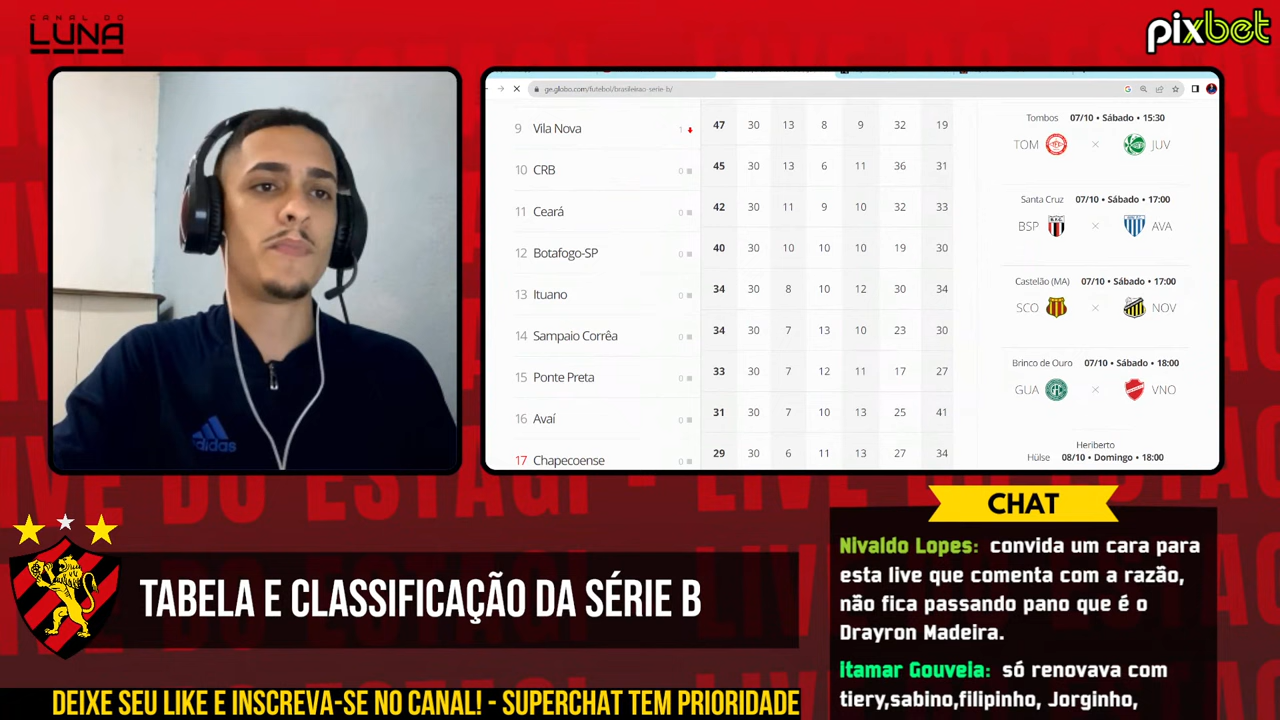 CANAL DO
LUNA
pixbet
ge.globo.com/futebol/brasileirao-serie-b/
9 Vila Nova 1 47 30 13 8 9 32 19
10 CRB 0 45 30 13 6 11 36 31
11 Ceará 0 42 30 11 9 10 32 33
12 Botafogo-SP 0 40 30 10 10 10 19 30
13 Ituano 0 34 30 8 10 12 30 34
14 Sampaio Corrêa 0 34 30 7 13 10 23 30
15 Ponte Preta 0 33 30 7 12 11 17 27
16 Avaí 0 31 30 7 10 13 25 41
17 Chapecoense 0 29 30 6 11 13 27 34
Tombos 07/10 • Sábado • 15:30
TOM × JUV
Santa Cruz 07/10 • Sábado • 17:00
BSP × AVA
Castelão (MA) 07/10 • Sábado • 17:00
SCO × NOV
Brinco de Ouro 07/10 • Sábado • 18:00
GUA × VNO
Heriberto
Hülse 08/10 • Domingo • 18:00
adidas
CHAT
Nivaldo Lopes: convida um cara para
esta live que comenta com a razão,
não fica passando pano que é o
Drayron Madeira.
Itamar Gouveia: só renovava com
tiery,sabino,filipinho, Jorginho,
TABELA E CLASSIFICAÇÃO DA SÉRIE B
DEIXE SEU LIKE E INSCREVA-SE NO CANAL! - SUPERCHAT TEM PRIORIDADE